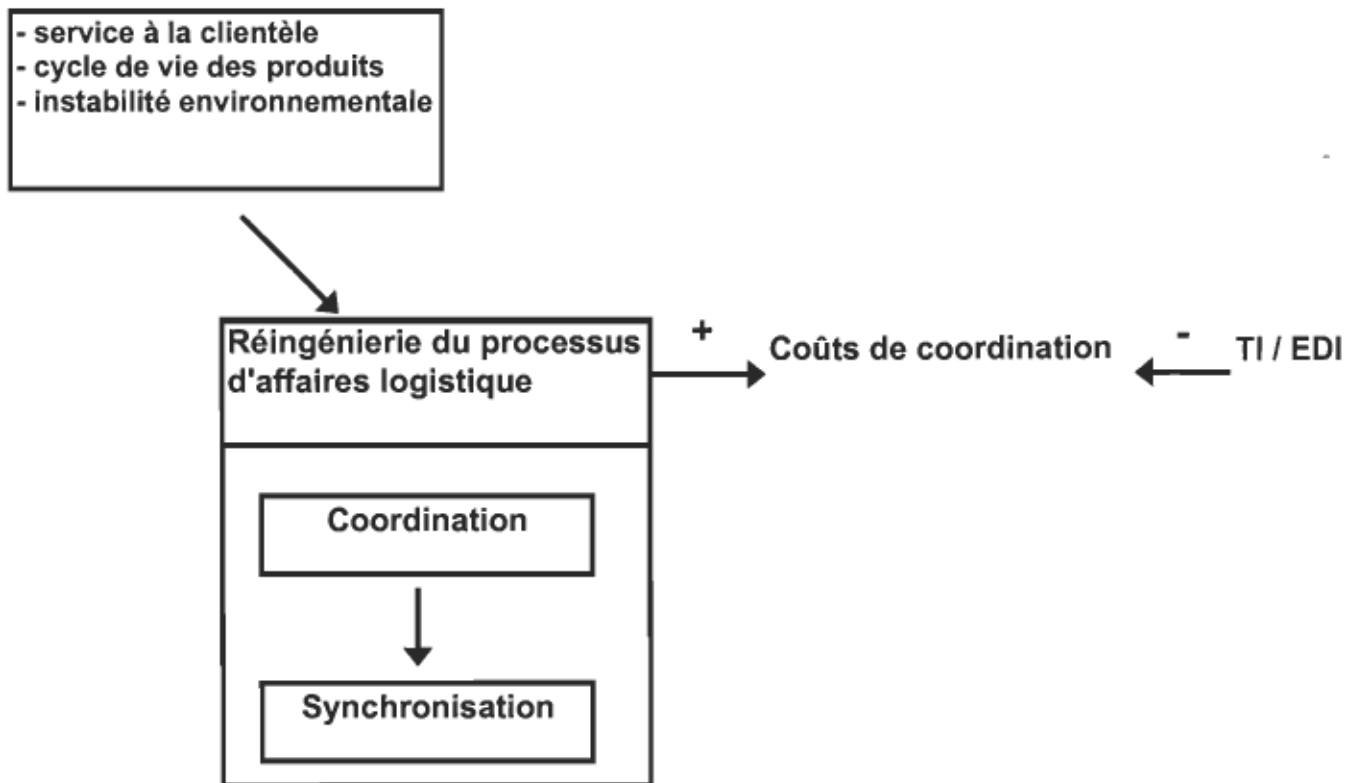 - service à la clientèle
- cycle de vie des produits
- instabilité environnementale
Réingénierie du processus
d'affaires logistique
+
Coûts de coordination
-
TI / EDI
Coordination
Synchronisation